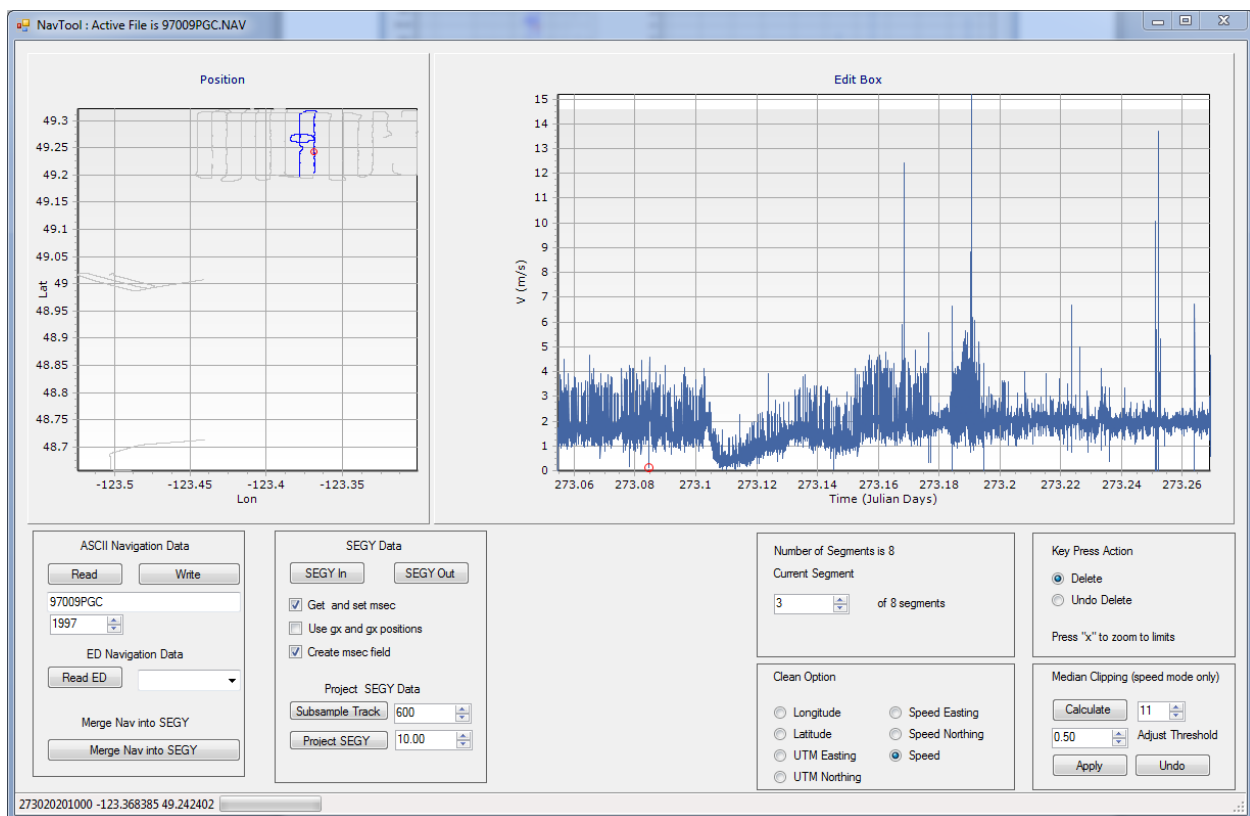 NavTool : Active File is 97009PGC.NAV
Position
49.3
49.25
49.2
49.15
49.1
49.05
49
48.95
48.9
48.85
48.8
48.75
48.7
Lat
-123.5 -123.45 -123.4 -123.35
Lon
Edit Box
15
14
13
12
11
10
9
8
7
6
5
4
3
2
1
0
V (m/s)
273.06 273.08 273.1 273.12 273.14 273.16 273.18 273.2 273.22 273.24 273.26
Time (Julian Days)
ASCII Navigation Data
Read Write
97009PGC
1997
ED Navigation Data
Read ED
Merge Nav into SEGY
Merge Nav into SEGY
SEGY Data
SEGY In SEGY Out
Get and set msec
Use gx and gx positions
Create msec field
Project SEGY Data
Subsample Track 600
Project SEGY 10.00
Number of Segments is 8
Current Segment
3 of 8 segments
Clean Option
Longitude Speed Easting
Latitude Speed Northing
UTM Easting Speed
UTM Northing
Key Press Action
Delete
Undo Delete
Press "x" to zoom to limits
Median Clipping (speed mode only)
Calculate 11
0.50 Adjust Threshold
Apply Undo
273020201000 -123.368385 49.242402